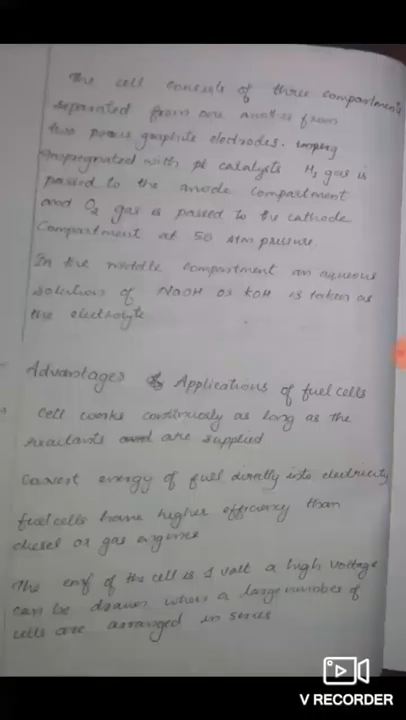 The cell consists of three compartments
separated from one another from
two porous graphite electrodes. imperg
impregnated with pt catalysts H2 gas is
passed to the anode compartment
and O2 gas is passed to the cathode
Compartment at 50 Atm pressure.
In the middle compartment an aqueous
solution of NaOH or KOH is taken as
the electrolyte
Advantages & Applications of fuel cells
Cell works continuously as long as the
reactants are supplied
Convert energy of fuel directly into electricity
fuel cells have higher efficiency than
diesel or gas engines
The emf of the cell is 1 volt a high voltage
can be drawn when a large number of
cells are arranged in series
V RECORDER